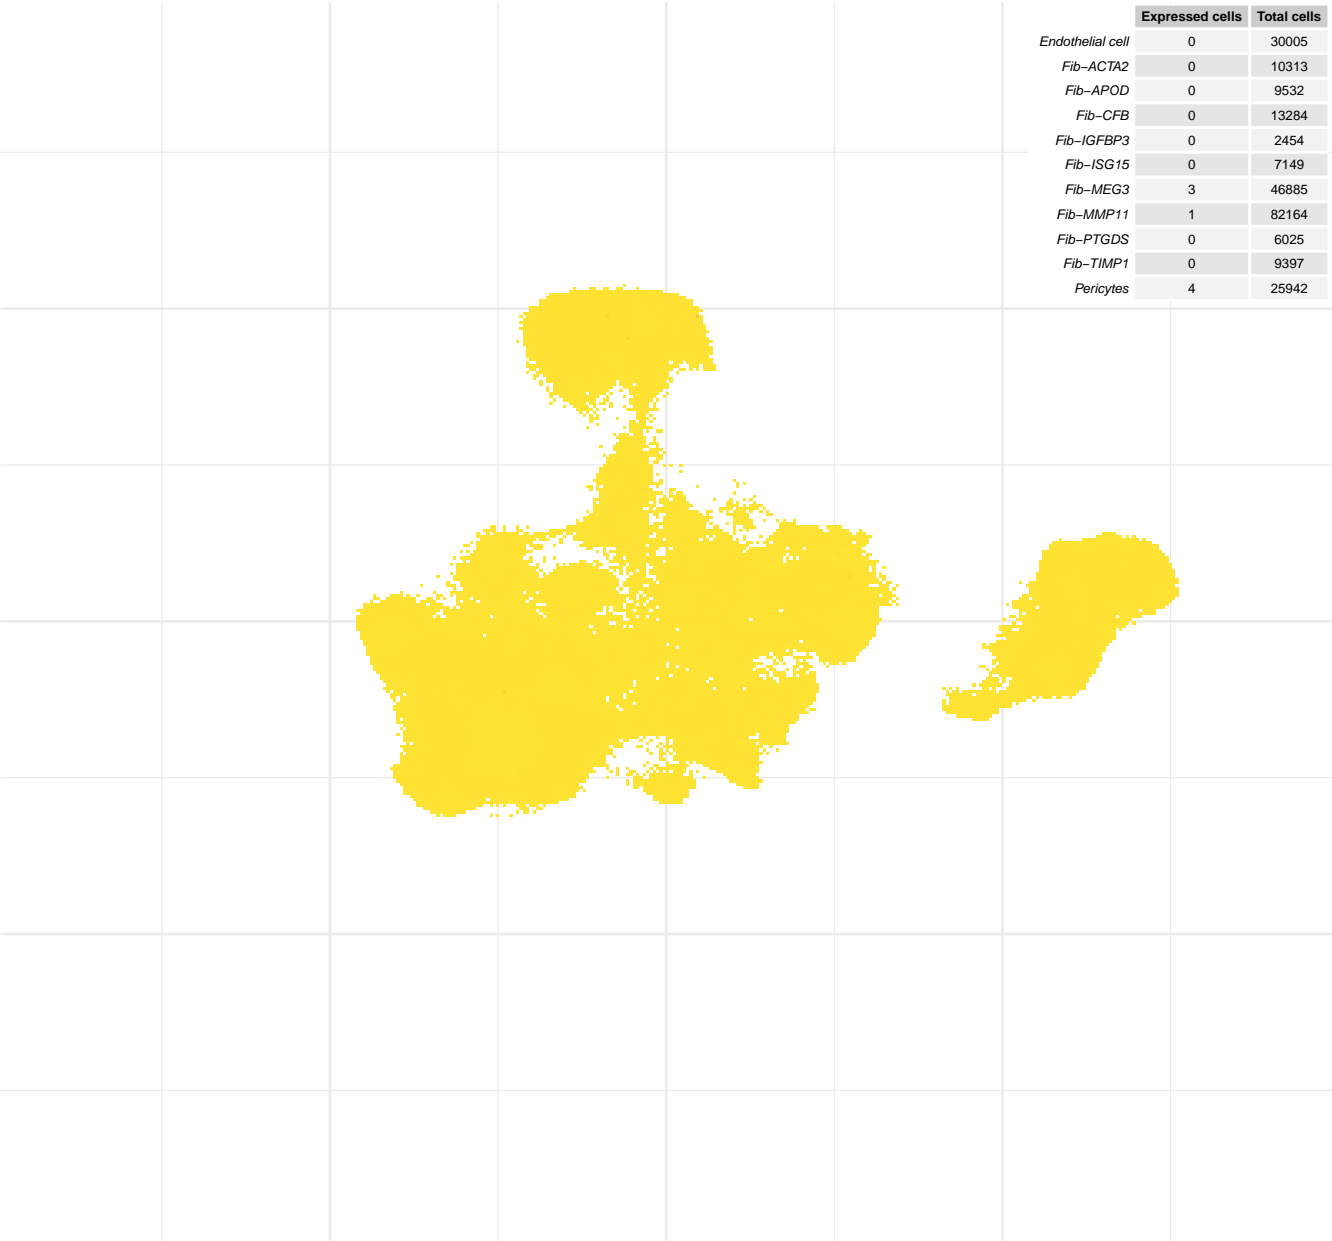 Expressed cells Total cells
Endothelial cell 0 30005
Fib−ACTA2 0 10313
Fib−APOD 0 9532
Fib−CFB 0 13284
Fib−IGFBP3 0 2454
Fib−ISG15 0 7149
Fib−MEG3 3 46885
Fib−MMP11 1 82164
Fib−PTGDS 0 6025
Fib−TIMP1 0 9397
Pericytes 4 25942